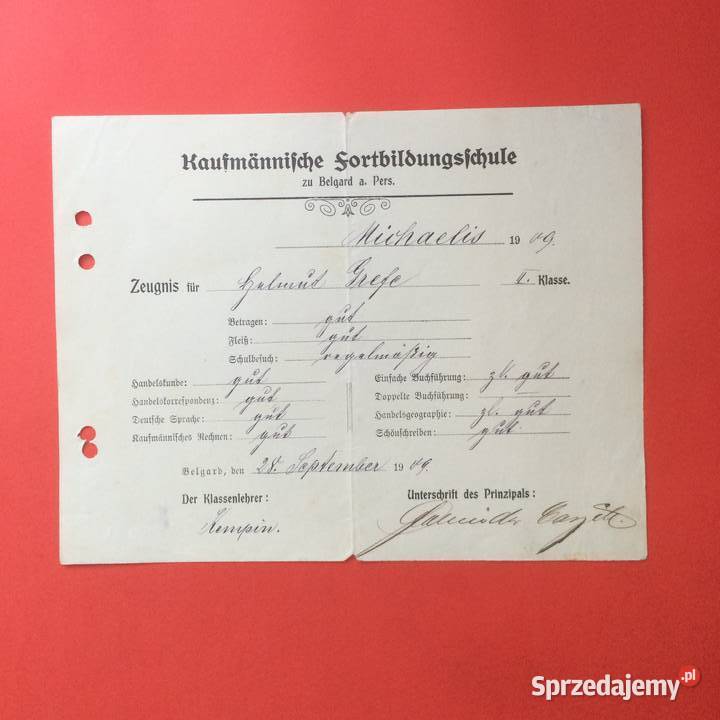 Kaufmännische Fortbildungsschule
zu Belgard a. Pers.
Michaelis 1909.
Zeugnis für Helmut Grefe II. Klasse.
Betragen: gut
Fleiß: gut
Schulbesuch: regelmäßig
Handelskunde: gut
Handelskorrespondenz: gut
Deutsche Sprache: gut
Kaufmännisches Rechnen: gut
Einfache Buchführung: zl. gut
Doppelte Buchführung:
Handelsgeographie: zl. gut
Schönschreiben: gut.
Belgard, den 28. September 1909.
Der Klassenlehrer:
Kempin.
Unterschrift des Prinzipals:
Sprzedajemy.pl